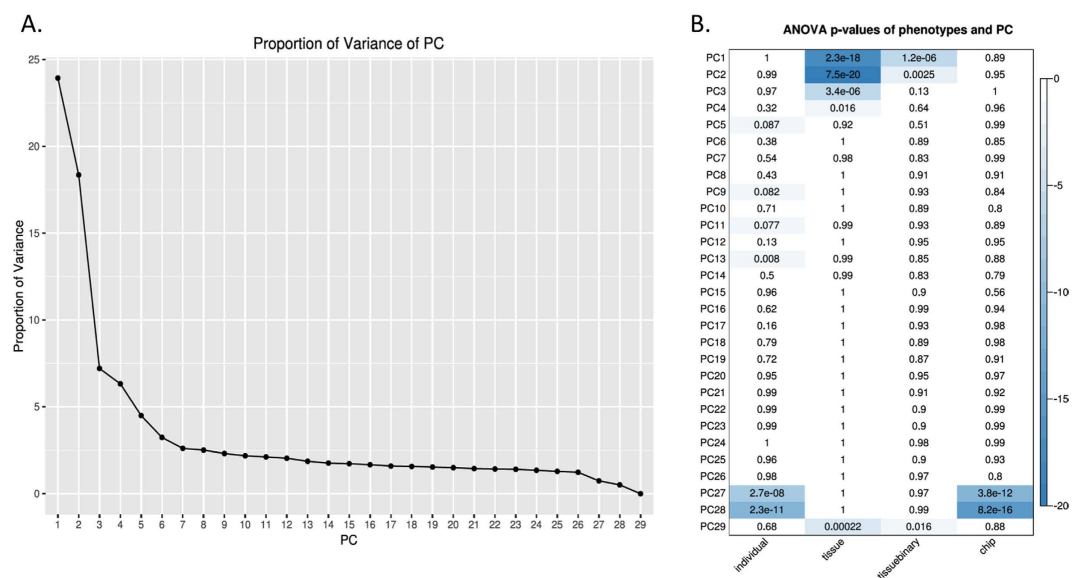 A.
Proportion of Variance of PC
Proportion of Variance
25
20
15
10
5
0
1 2 3 4 5 6 7 8 9 10 11 12 13 14 15 16 17 18 19 20 21 22 23 24 25 26 27 28 29
PC
B.
ANOVA p-values of phenotypes and PC
PC1 1 2.3e-18 1.2e-06 0.89
PC2 0.99 7.5e-20 0.0025 0.95
PC3 0.97 3.4e-06 0.13 1
PC4 0.32 0.016 0.64 0.96
PC5 0.087 0.92 0.51 0.99
PC6 0.38 1 0.89 0.85
PC7 0.54 0.98 0.83 0.99
PC8 0.43 1 0.91 0.91
PC9 0.082 1 0.93 0.84
PC10 0.71 1 0.89 0.8
PC11 0.077 0.99 0.93 0.89
PC12 0.13 1 0.95 0.95
PC13 0.008 0.99 0.85 0.88
PC14 0.5 0.99 0.83 0.79
PC15 0.96 1 0.9 0.56
PC16 0.62 1 0.99 0.94
PC17 0.16 1 0.93 0.98
PC18 0.79 1 0.89 0.98
PC19 0.72 1 0.87 0.91
PC20 0.95 1 0.95 0.97
PC21 0.99 1 0.91 0.92
PC22 0.99 1 0.9 0.99
PC23 0.99 1 0.9 0.99
PC24 1 1 0.98 0.99
PC25 0.96 1 0.9 0.93
PC26 0.98 1 0.97 0.8
PC27 2.7e-08 1 0.97 3.8e-12
PC28 2.3e-11 1 0.99 8.2e-16
PC29 0.68 0.00022 0.016 0.88
individual tissue tissuebinary chip
0
-5
-10
-15
-20